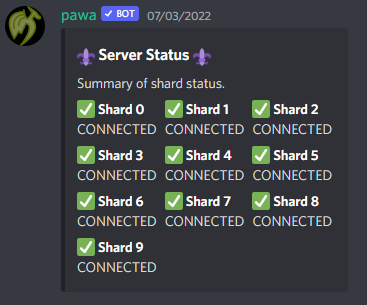 pawa ✓ BOT 07/03/2022
Server Status
Summary of shard status.
✅ Shard 0 ✅ Shard 1 ✅ Shard 2
CONNECTED CONNECTED CONNECTED
✅ Shard 3 ✅ Shard 4 ✅ Shard 5
CONNECTED CONNECTED CONNECTED
✅ Shard 6 ✅ Shard 7 ✅ Shard 8
CONNECTED CONNECTED CONNECTED
✅ Shard 9
CONNECTED